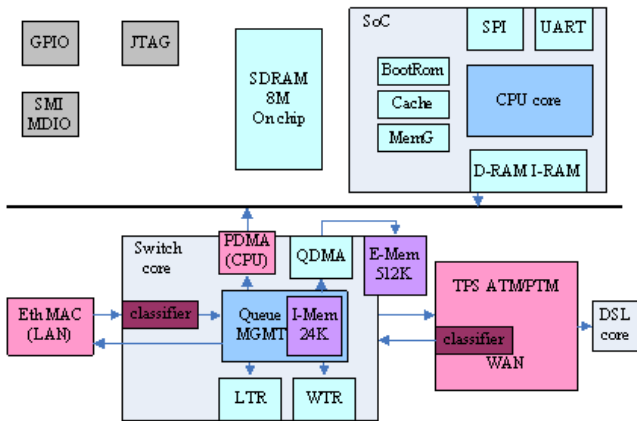 GPIO
JTAG
SMI
MDIO
SDRAM
8M
On chip
SoC
SPI
UART
BootRom
Cache
MemG
CPU core
D-RAM I-RAM
Switch
core
PDMA
(CPU)
QDMA
E-Mem
512K
Eth MAC
(LAN)
classifier
Queue
MGMT
I-Mem
24K
LTR
WTR
TPS ATM/PTM
classifier
WAN
DSL
core